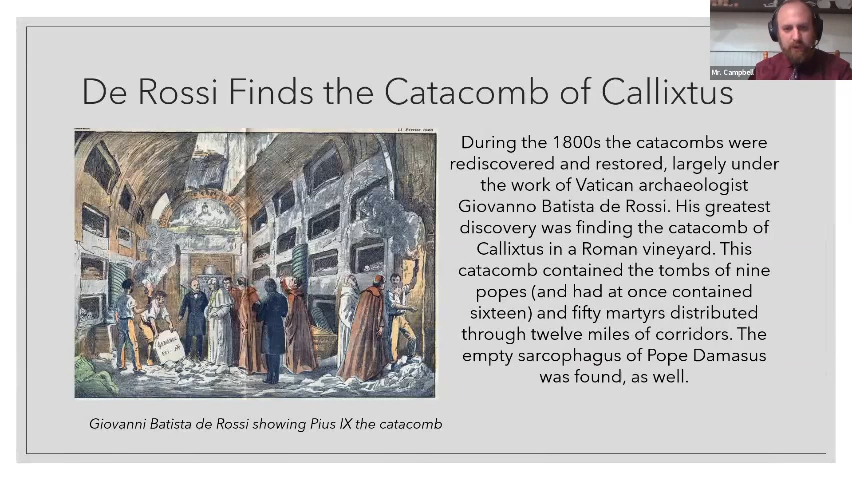 Mr. Campbell
De Rossi Finds the Catacomb of Callixtus
During the 1800s the catacombs were
rediscovered and restored, largely under
the work of Vatican archaeologist
Giovanno Batista de Rossi. His greatest
discovery was finding the catacomb of
Callixtus in a Roman vineyard. This
catacomb contained the tombs of nine
popes (and had at once contained
sixteen) and fifty martyrs distributed
through twelve miles of corridors. The
empty sarcophagus of Pope Damasus
was found, as well.
Giovanni Batista de Rossi showing Pius IX the catacomb